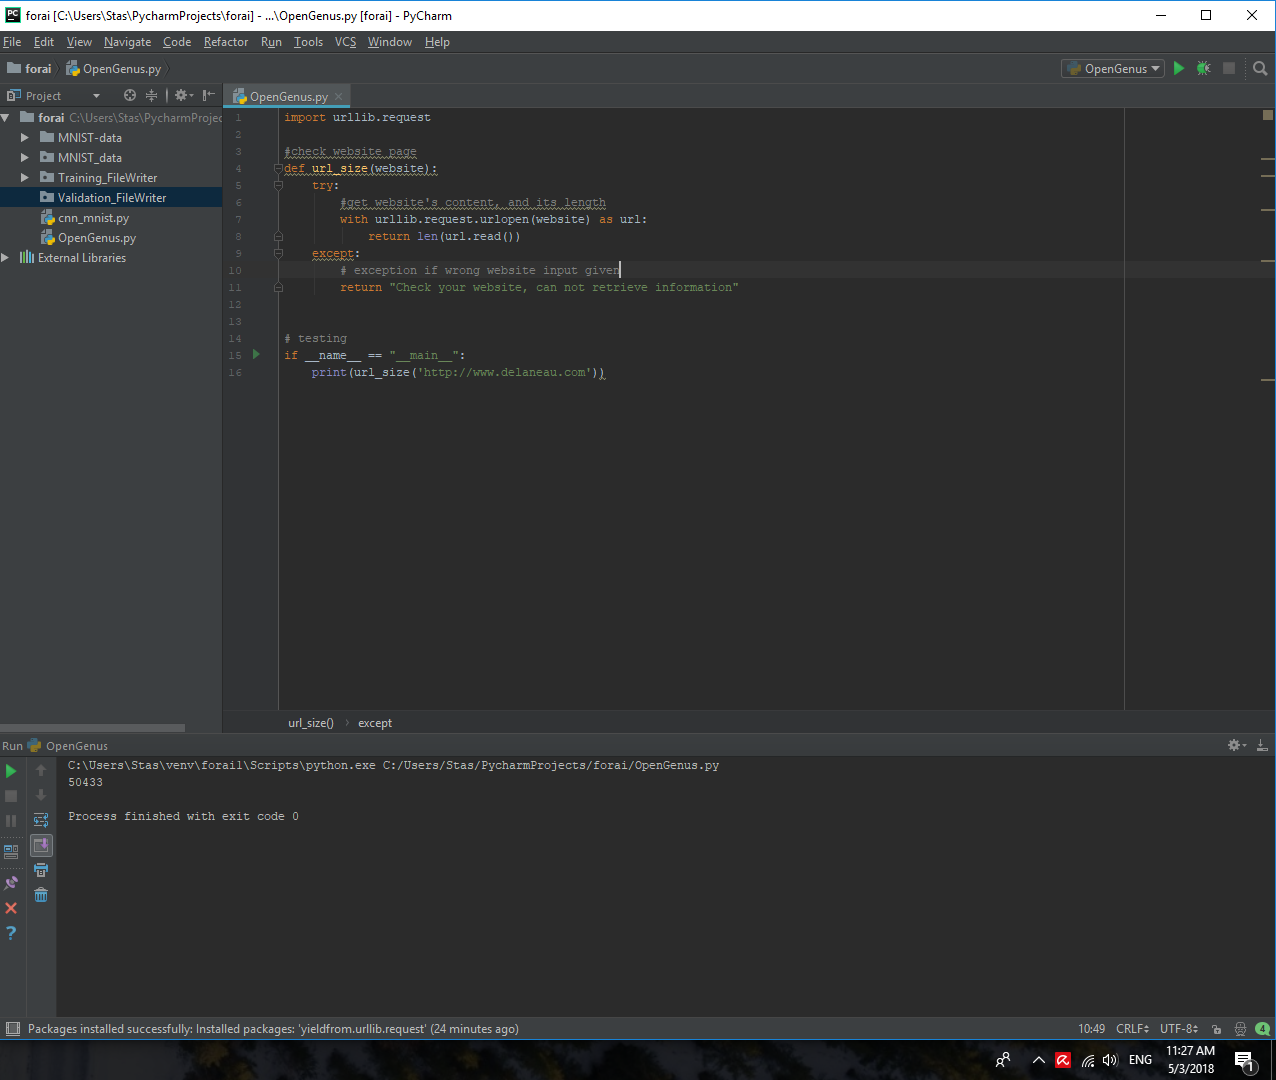 PC forai [C:\Users\Stas\PycharmProjects\forai] - ...\OpenGenus.py [forai] - PyCharm
File Edit View Navigate Code Refactor Run Tools VCS Window Help
forai OpenGenus.py OpenGenus
Project OpenGenus.py
forai C:\Users\Stas\PycharmProjec
MNIST-data
MNIST_data
Training_FileWriter
Validation_FileWriter
cnn_mnist.py
OpenGenus.py
External Libraries
1 import urllib.request
2
3 #check website page
4 def url_size(website):
5 try:
6 #get website's content, and its length
7 with urllib.request.urlopen(website) as url:
8 return len(url.read())
9 except:
10 # exception if wrong website input given
11 return "Check your website, can not retrieve information"
12
13
14 # testing
15 if __name__ == "__main__":
16 print(url_size('http://www.delaneau.com'))
url_size() except
Run OpenGenus
C:\Users\Stas\venv\forai1\Scripts\python.exe C:/Users/Stas/PycharmProjects/forai/OpenGenus.py
50433
Process finished with exit code 0
?
Packages installed successfully: Installed packages: 'yieldfrom.urllib.request' (24 minutes ago) 10:49 CRLF UTF-8 4
ENG 11:27 AM
5/3/2018 1